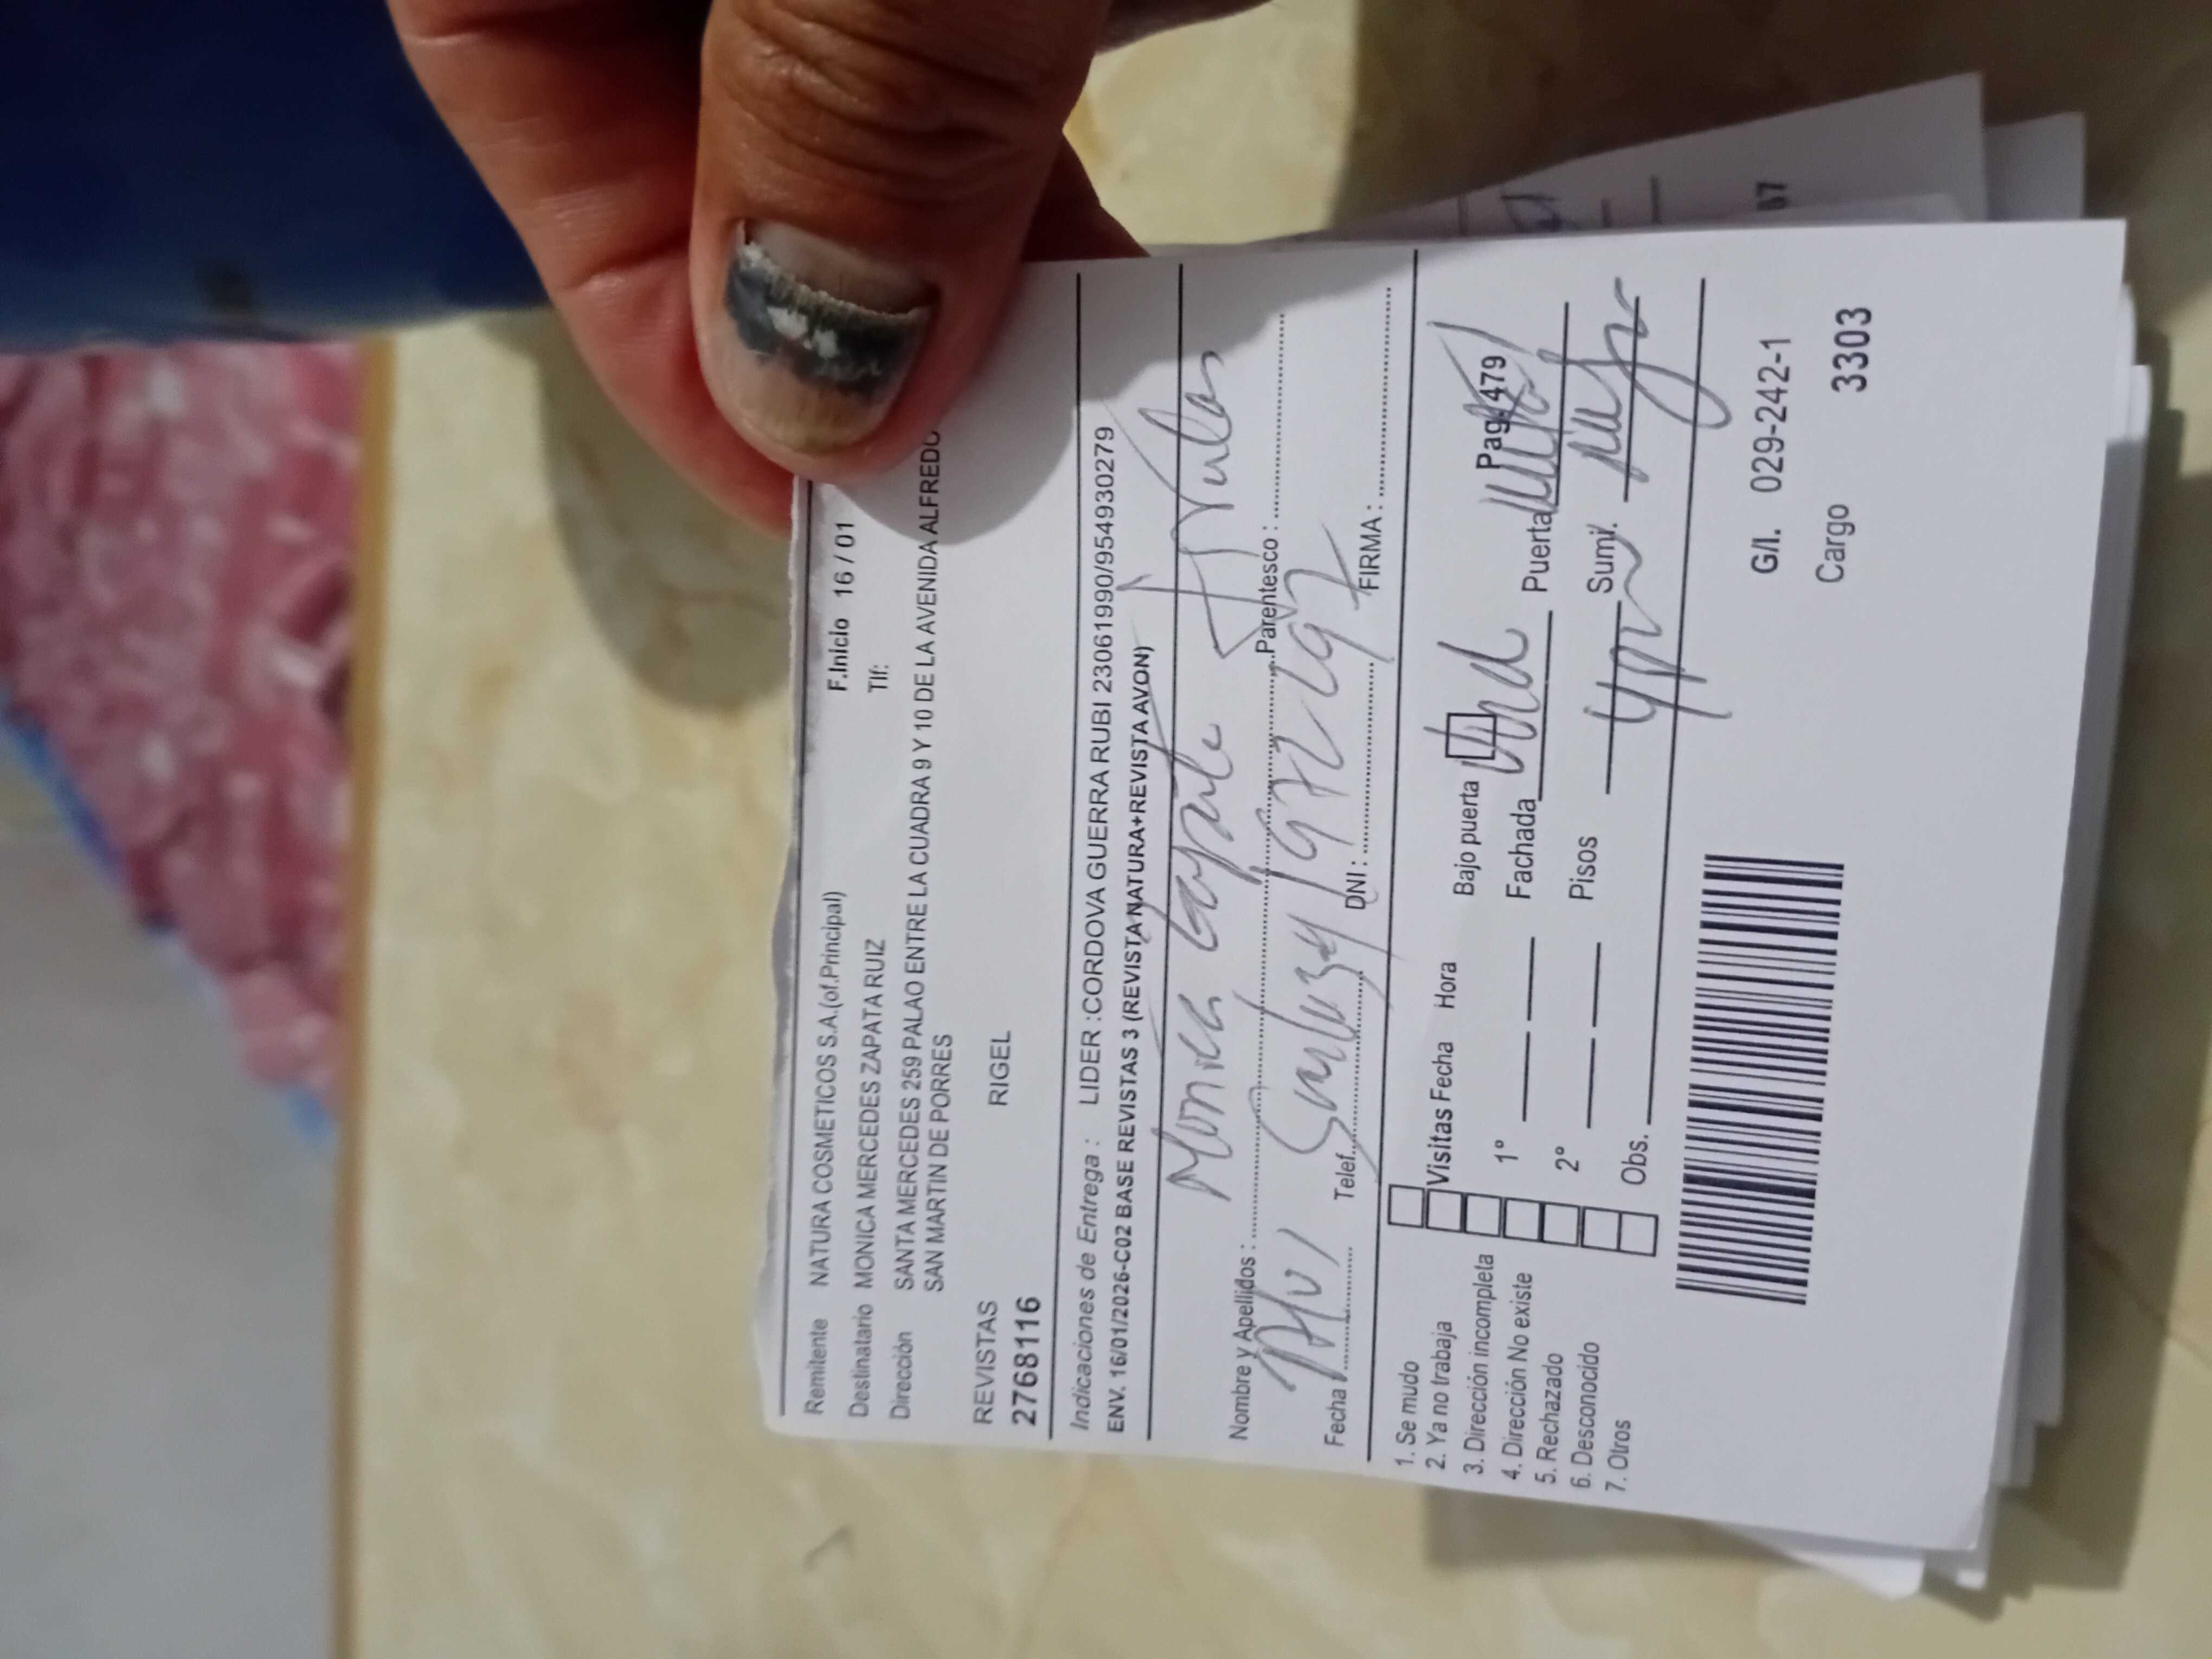 Remitente NATURA COSMETICOS S.A.(of.Principal) F.Inicio 16 / 01
Destinatario MONICA MERCEDES ZAPATA RUIZ Tlf:
Dirección SANTA MERCEDES 259 PALAO ENTRE LA CUADRA 9 Y 10 DE LA AVENIDA ALFREDO
SAN MARTIN DE PORRES
REVISTAS RIGEL
27681116
Indicaciones de Entrega : LIDER :CORDOVA GUERRA RUBI 23061990/954930279
ENV. 16/01/2026-C02 BASE REVISTAS 3 (REVISTA NATURA+REVISTA AVON)
Monica Zapata
Nombre y Apellidos : Parentesco :
Fecha Telef. DNI : FIRMA :
1. Se mudo
2. Ya no trabaja
3. Dirección incompleta
4. Dirección No existe
5. Rechazado
6. Desconocido
7. Otros
Visitas Fecha Hora Bajo puerta Pag. 479
1° Fachada Puerta
2° Pisos Sumi.
Obs.
G/I. 029-242-1
Cargo 3303
67